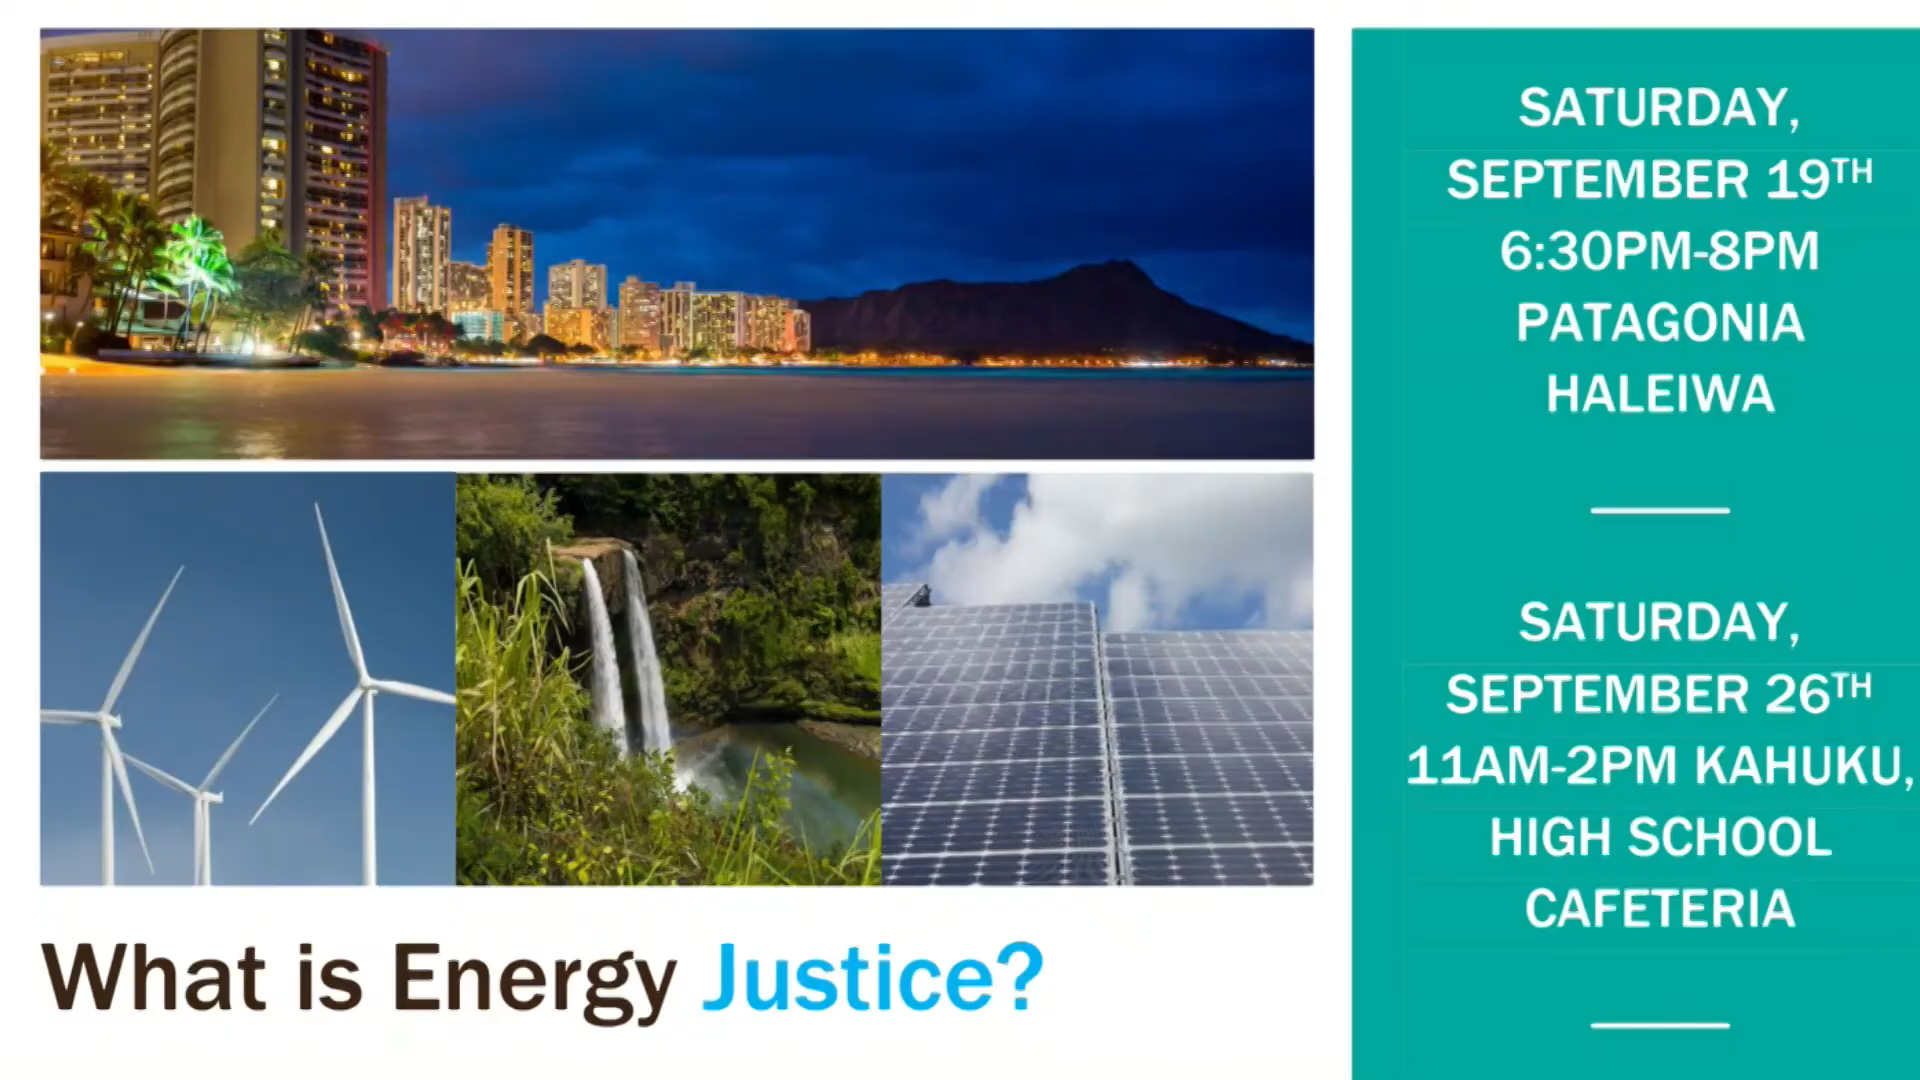 SATURDAY,
SEPTEMBER 19TH
6:30PM-8PM
PATAGONIA
HALEIWA
SATURDAY,
SEPTEMBER 26TH
11AM-2PM KAHUKU,
HIGH SCHOOL
CAFETERIA
What is Energy Justice?